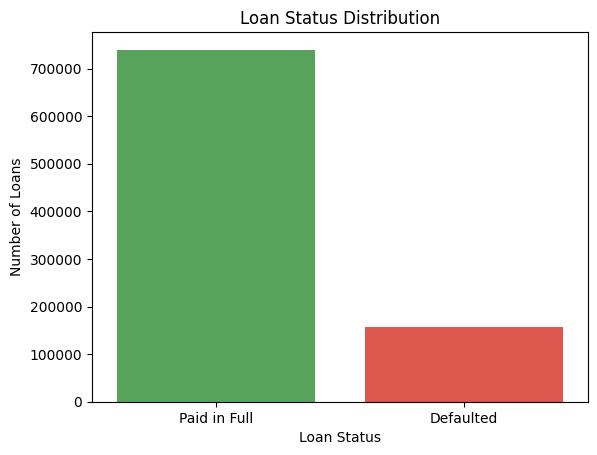 Loan Status Distribution
Number of Loans
700000
600000
500000
400000
300000
200000
100000
0
Paid in Full
Defaulted
Loan Status